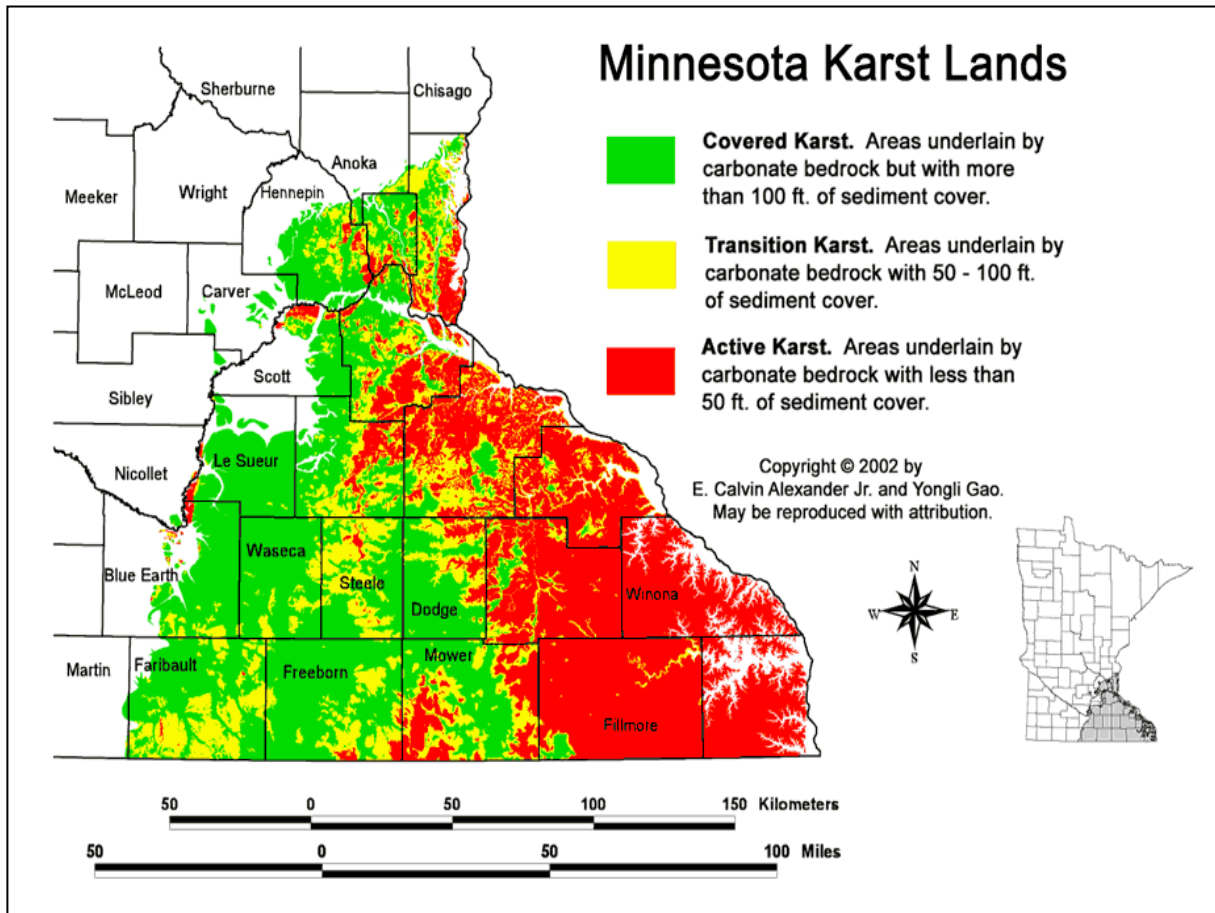 Minnesota Karst Lands
Covered Karst. Areas underlain by
carbonate bedrock but with more
than 100 ft. of sediment cover.
Transition Karst. Areas underlain by
carbonate bedrock with 50 - 100 ft.
of sediment cover.
Active Karst. Areas underlain by
carbonate bedrock with less than
50 ft. of sediment cover.
Copyright © 2002 by
E. Calvin Alexander Jr. and Yongli Gao.
May be reproduced with attribution.
N
W E
S
Sherburne
Chisago
Anoka
Hennepin
Wright
Meeker
McLeod
Carver
Scott
Sibley
Nicollet
Le Sueur
Waseca
Blue Earth
Steele
Dodge
Winona
Martin
Faribault
Freeborn
Mower
Fillmore
50 0 50 100 150 Kilometers
50 0 50 100 Miles